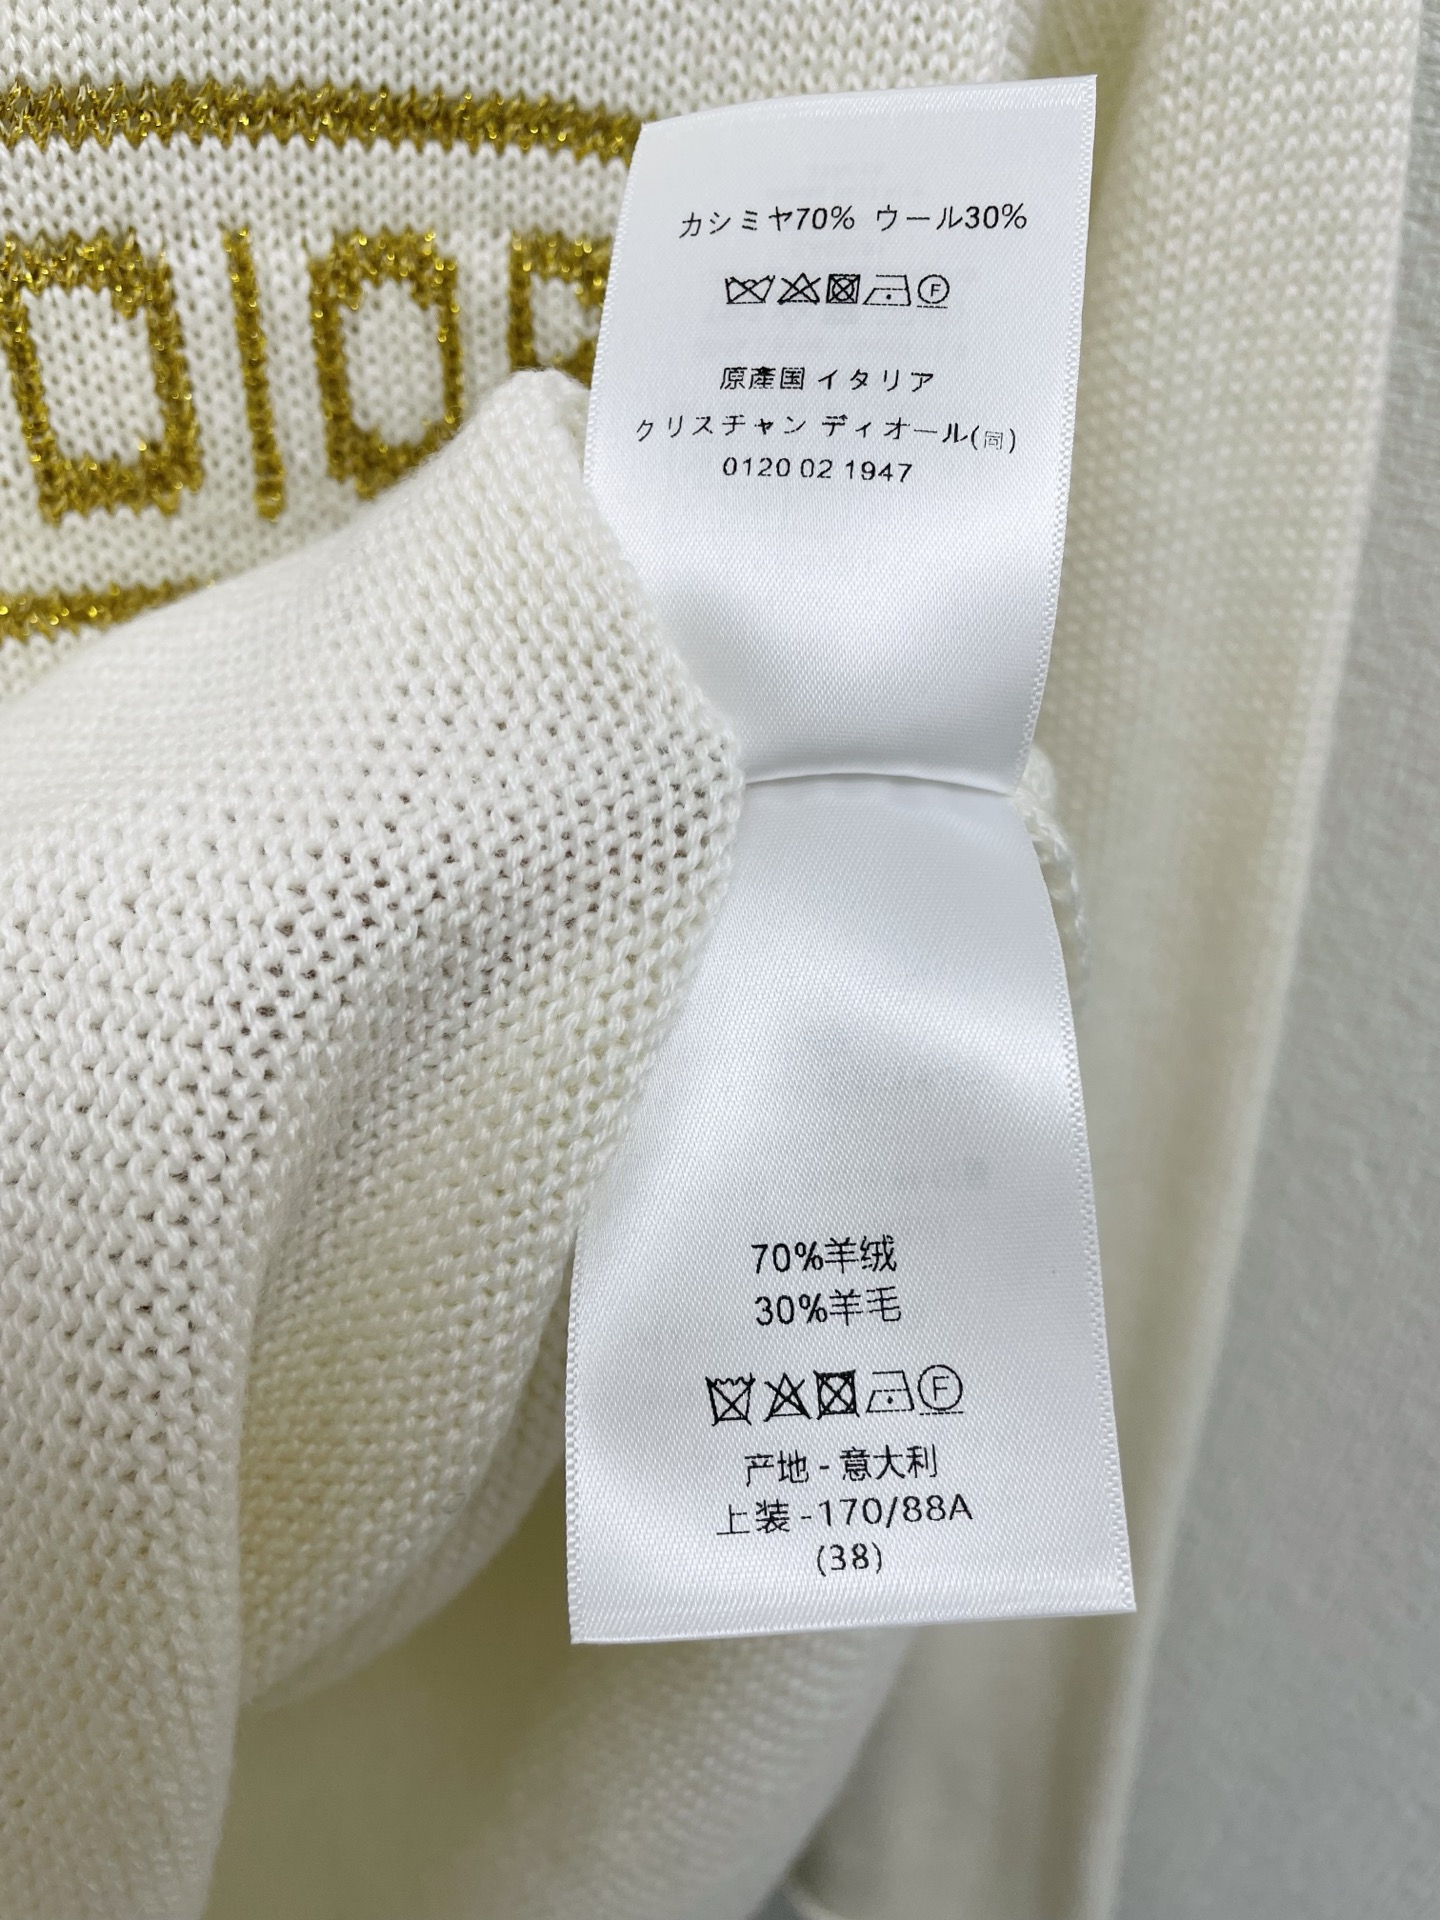 DIOR
カシミヤ70% ウール30%
F
原產国 イタリア
クリスチャン ディオール(同)
0120 02 1947
70%羊绒
30%羊毛
F
产地 - 意大利
上装 - 170/88A
(38)